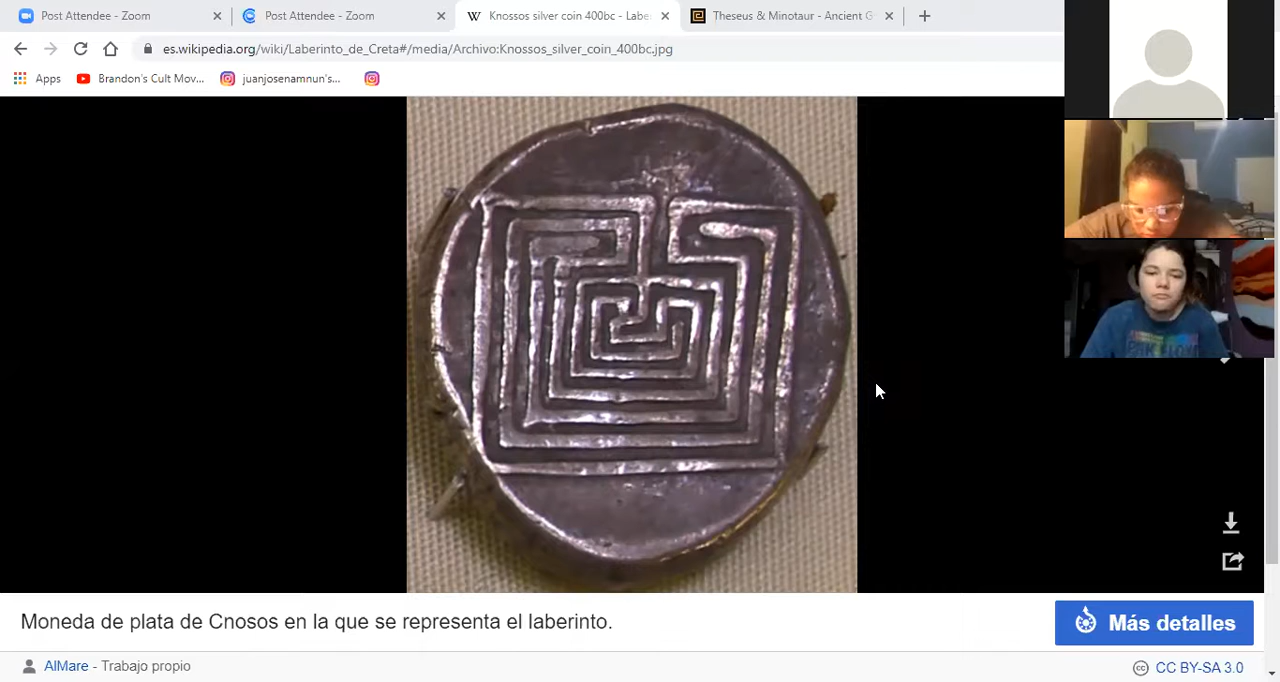 Post Attendee - Zoom
Post Attendee - Zoom
Knossos silver coin 400bc - Labe
Theseus & Minotaur - Ancient G
es.wikipedia.org/wiki/Laberinto_de_Creta#/media/Archivo:Knossos_silver_coin_400bc.jpg
Apps
Brandon's Cult Mov...
juanjosenamnun's...
Moneda de plata de Cnosos en la que se representa el laberinto.
Más detalles
AlMare - Trabajo propio
CC BY-SA 3.0